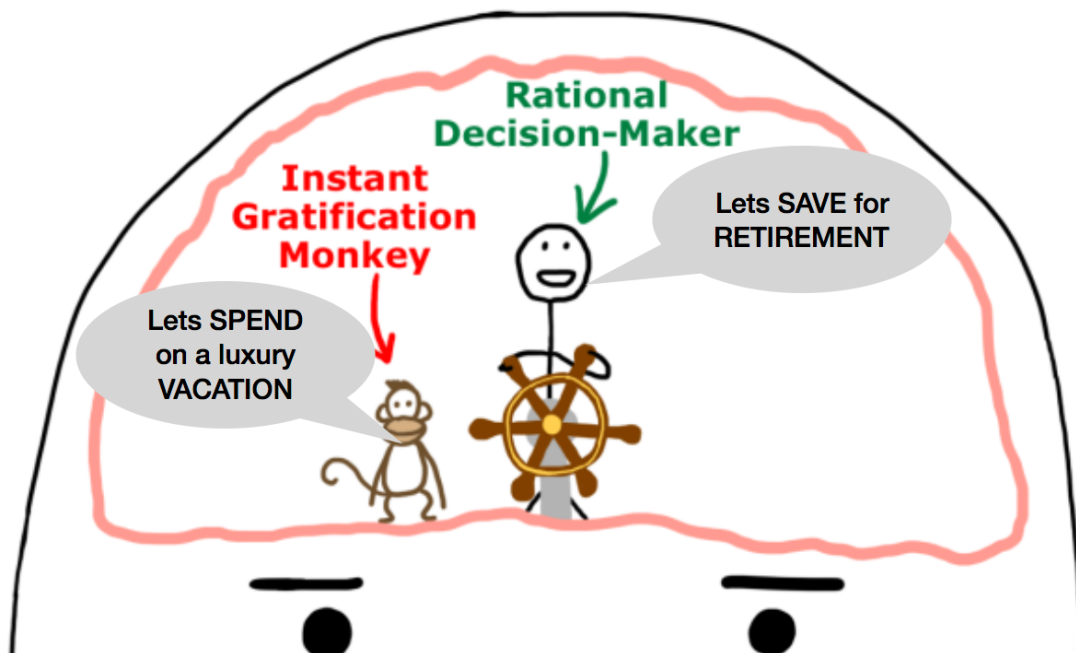 Rational
Decision-Maker
Instant
Gratification
Monkey
Lets SAVE for
RETIREMENT
Lets SPEND
on a luxury
VACATION